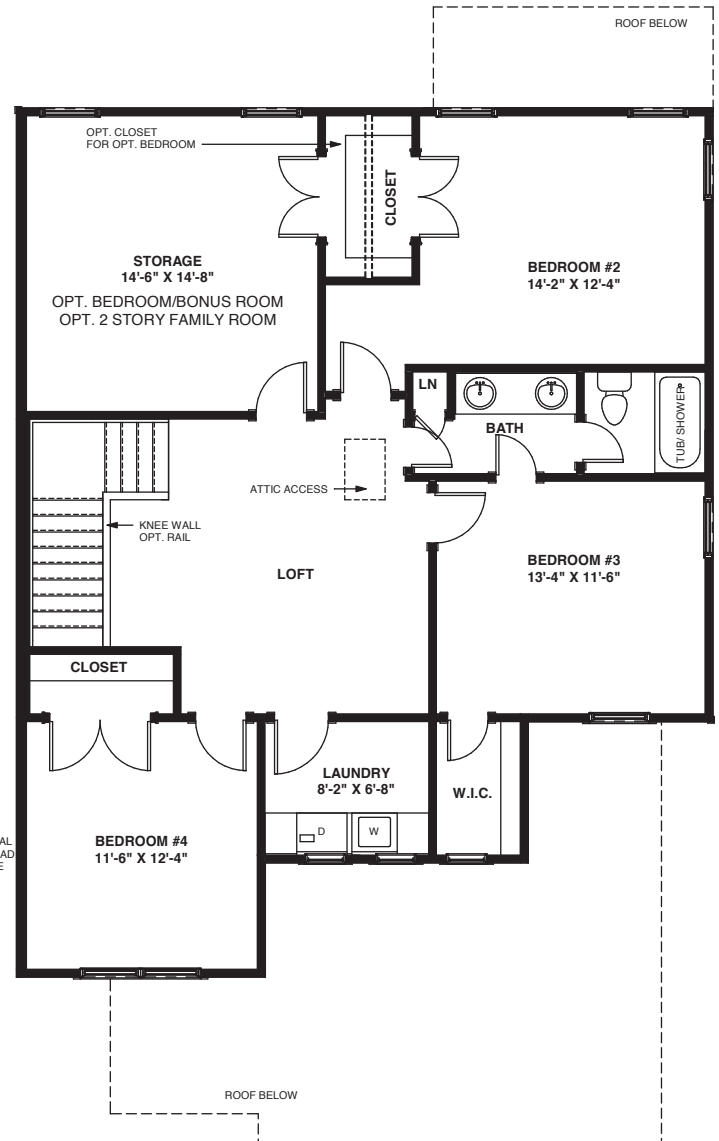 ROOF BELOW
OPT. CLOSET
FOR OPT. BEDROOM
CLOSET
STORAGE
14'-6" X 14'-8"
OPT. BEDROOM/BONUS ROOM
OPT. 2 STORY FAMILY ROOM
BEDROOM #2
14'-2" X 12'-4"
LN
BATH
TUB/ SHOWER
ATTIC ACCESS
KNEE WALL
OPT. RAIL
LOFT
BEDROOM #3
13'-4" X 11'-6"
CLOSET
LAUNDRY
8'-2" X 6'-8"
W.I.C.
D
W
BEDROOM #4
11'-6" X 12'-4"
AL
AD
E
ROOF BELOW